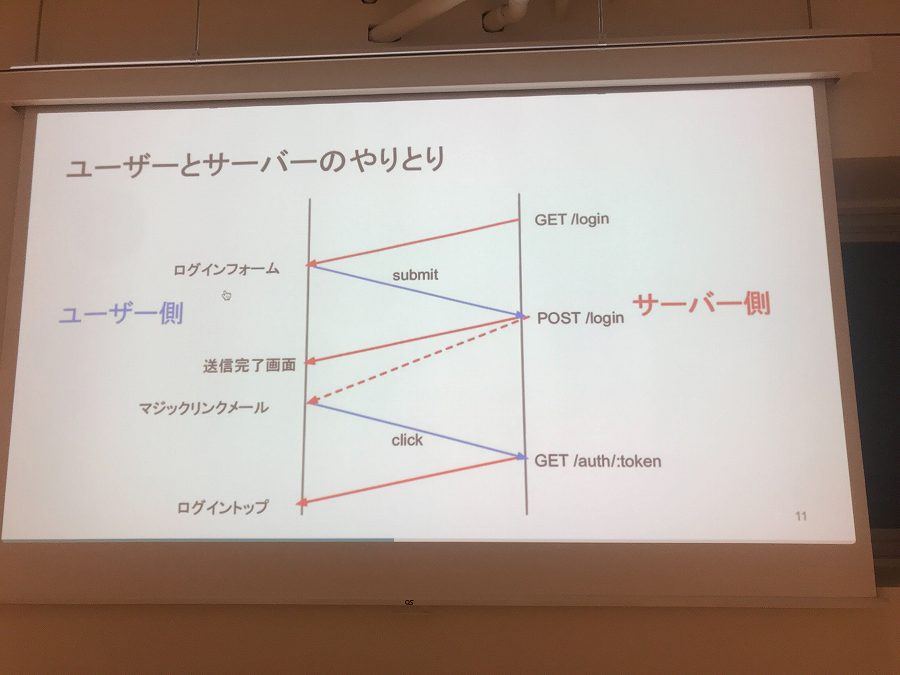 ユーザーとサーバーのやりとり
GET /login
ログインフォーム
submit
ユーザー側
サーバー側
POST /login
送信完了画面
マジックリンクメール
click
GET /auth/:token
ログイントップ
11
OS